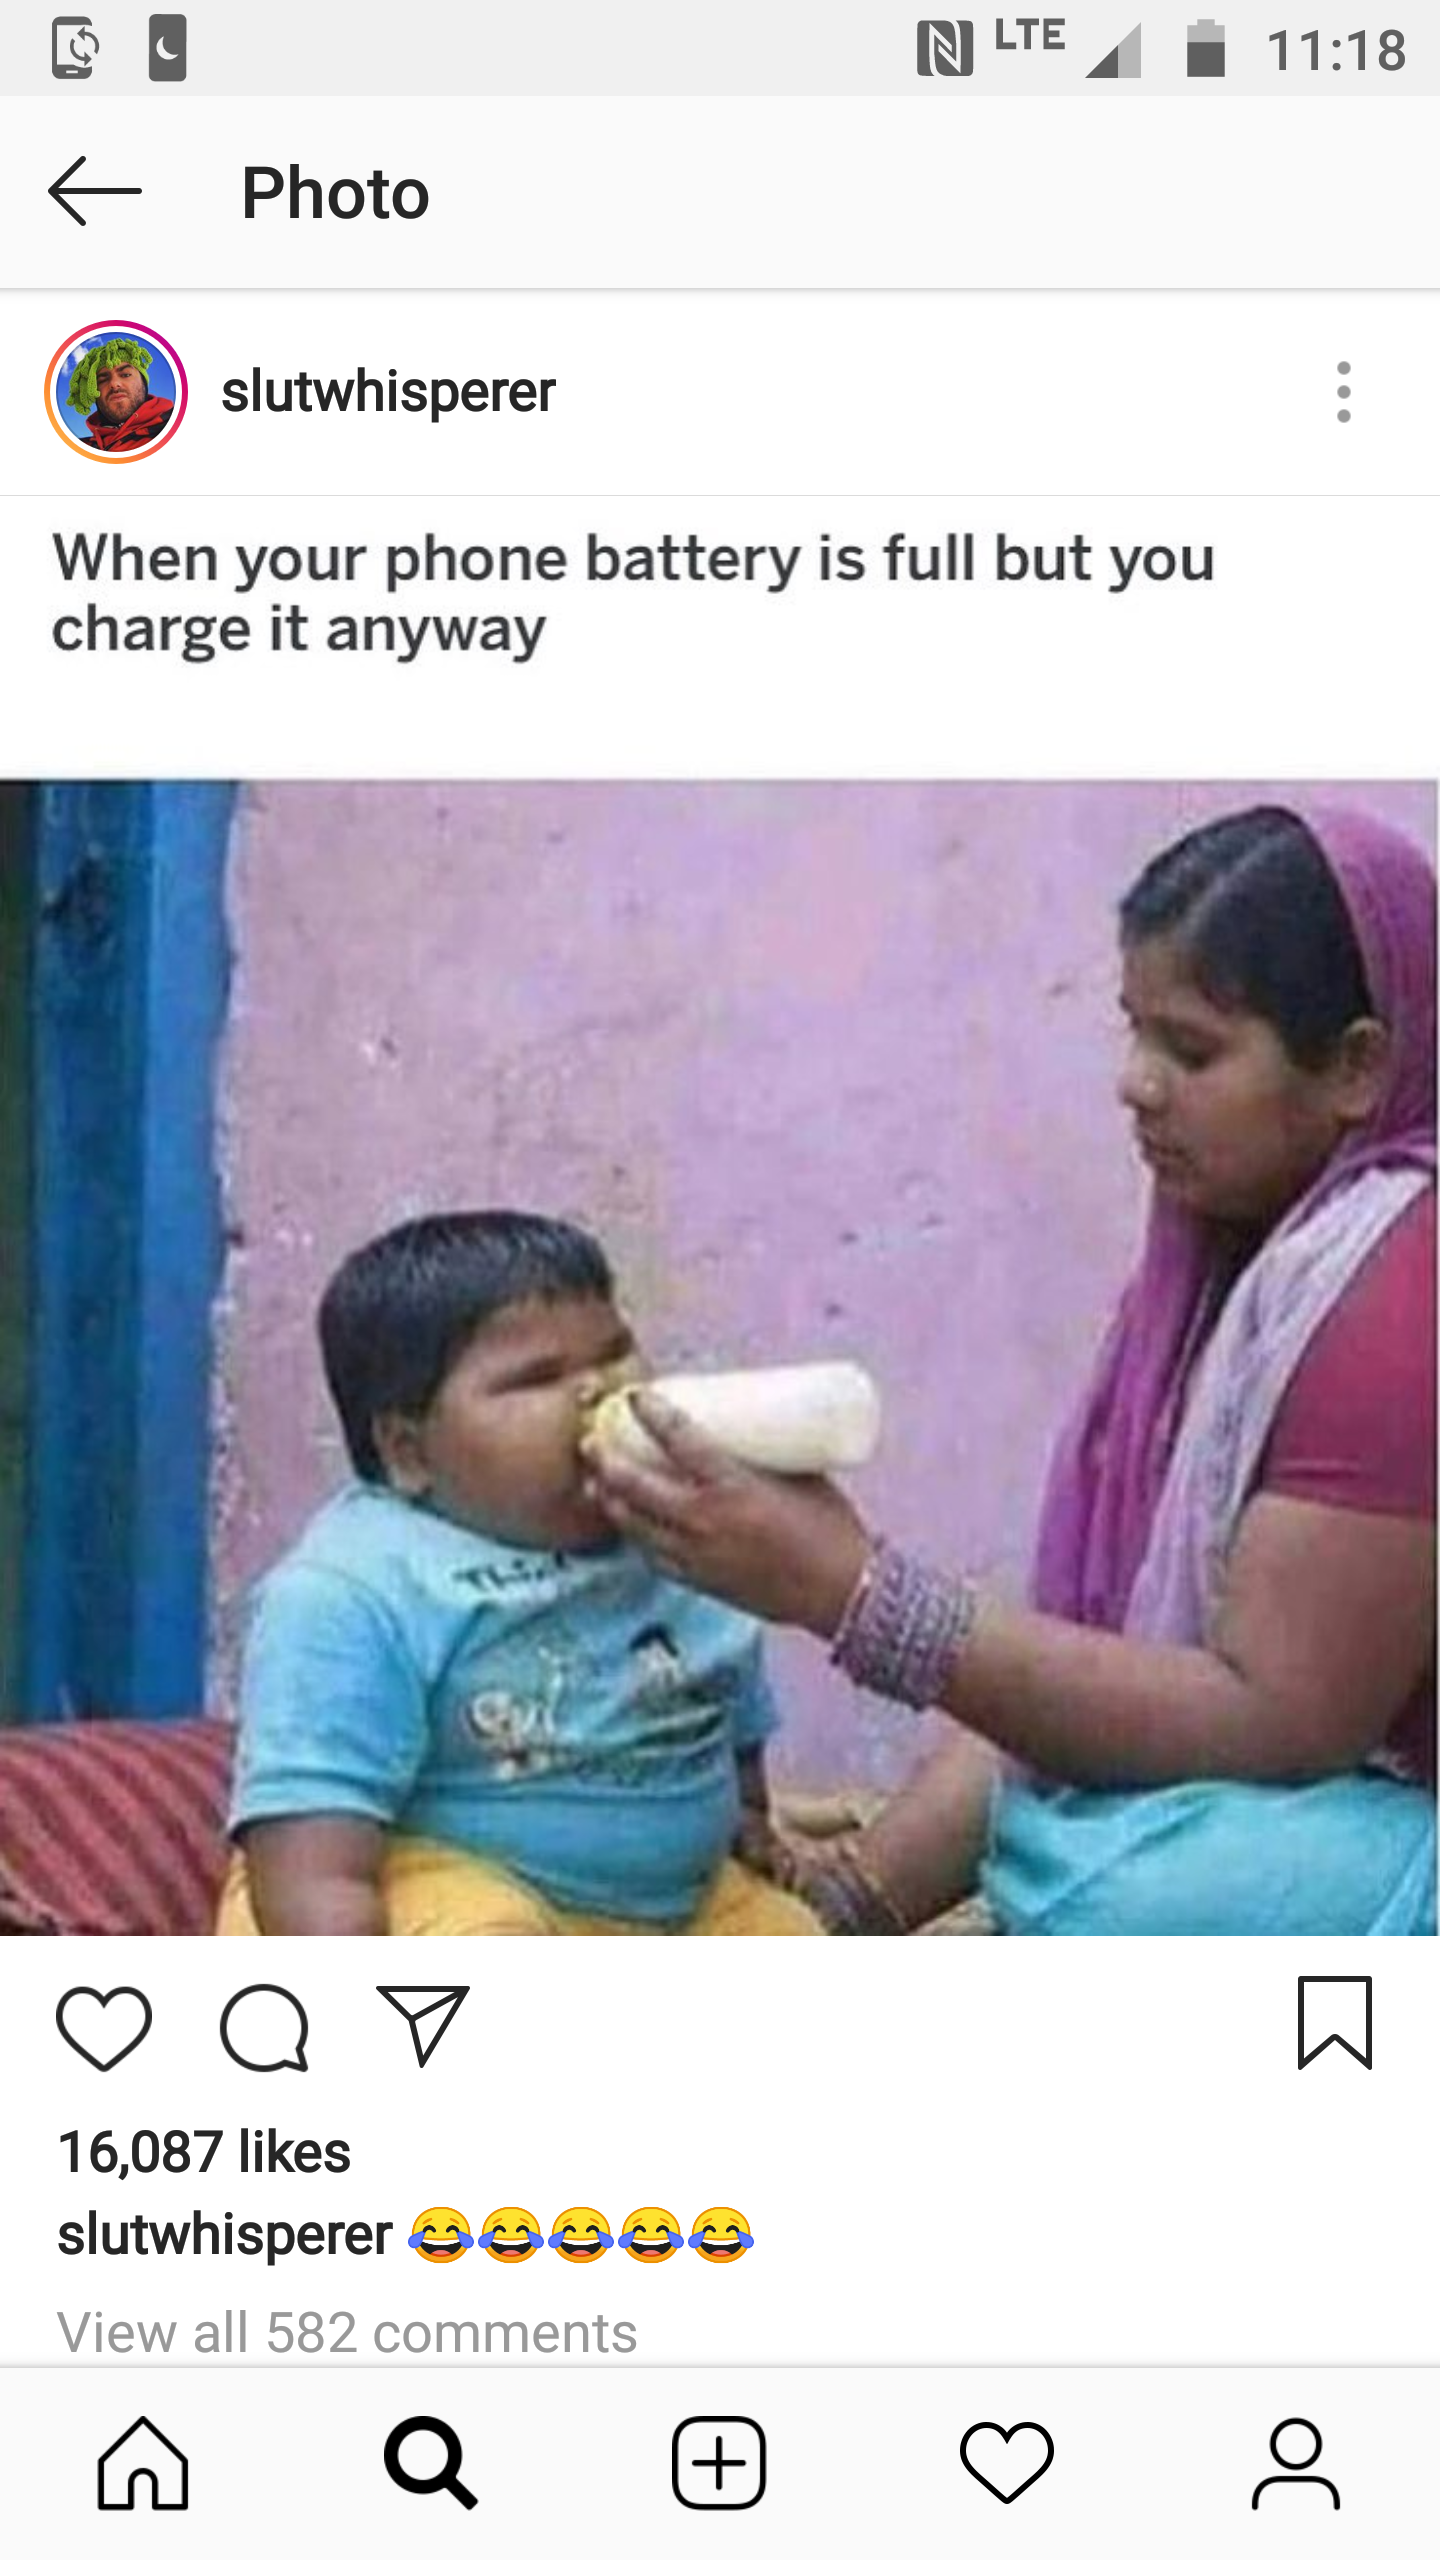 LTE 11:18
Photo
slutwhisperer
When your phone battery is full but you
charge it anyway
16,087 likes
slutwhisperer 😂😂😂😂😂
View all 582 comments